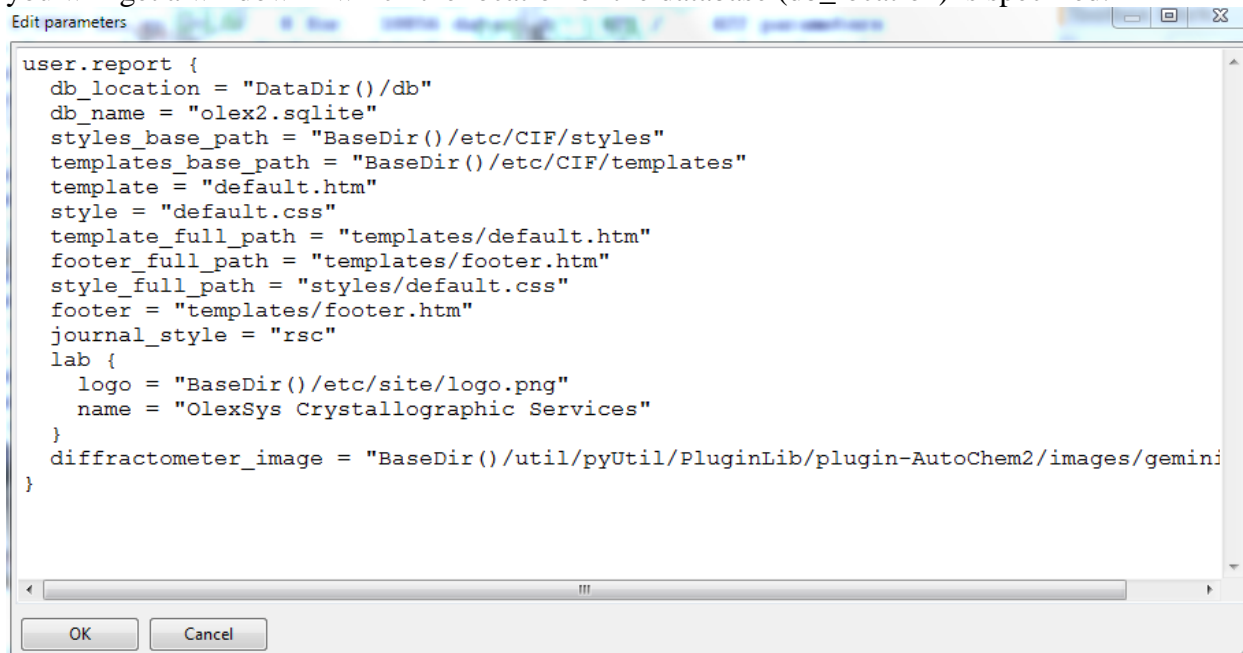 Edit parameters
user.report {
  db_location = "DataDir()/db"
  db_name = "olex2.sqlite"
  styles_base_path = "BaseDir()/etc/CIF/styles"
  templates_base_path = "BaseDir()/etc/CIF/templates"
  template = "default.htm"
  style = "default.css"
  template_full_path = "templates/default.htm"
  footer_full_path = "templates/footer.htm"
  style_full_path = "styles/default.css"
  footer = "templates/footer.htm"
  journal_style = "rsc"
  lab {
    logo = "BaseDir()/etc/site/logo.png"
    name = "OlexSys Crystallographic Services"
  }
  diffractometer_image = "BaseDir()/util/pyUtil/PluginLib/plugin-AutoChem2/images/gemini
}
OK Cancel